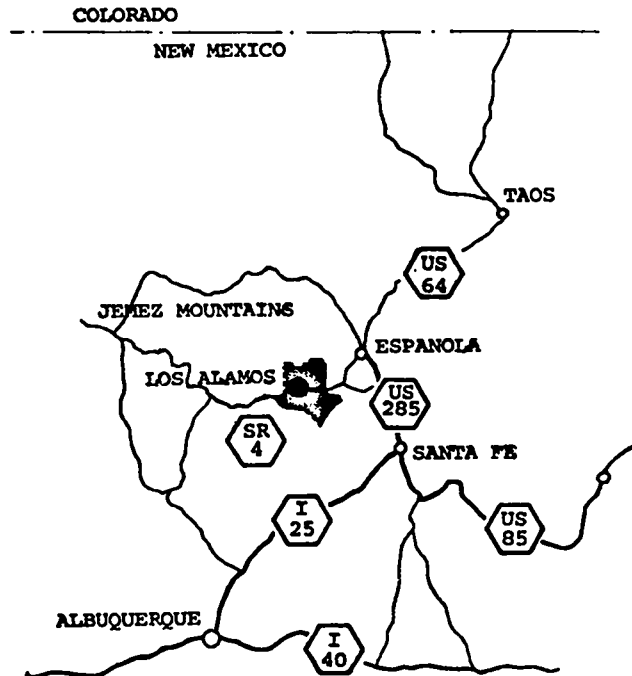 COLORADO
NEW MEXICO
TAOS
US
64
JEMEZ MOUNTAINS
ESPANOLA
LOS ALAMOS
US
285
SR
4
SANTA FE
I
25
US
85
ALBUQUERQUE
I
40